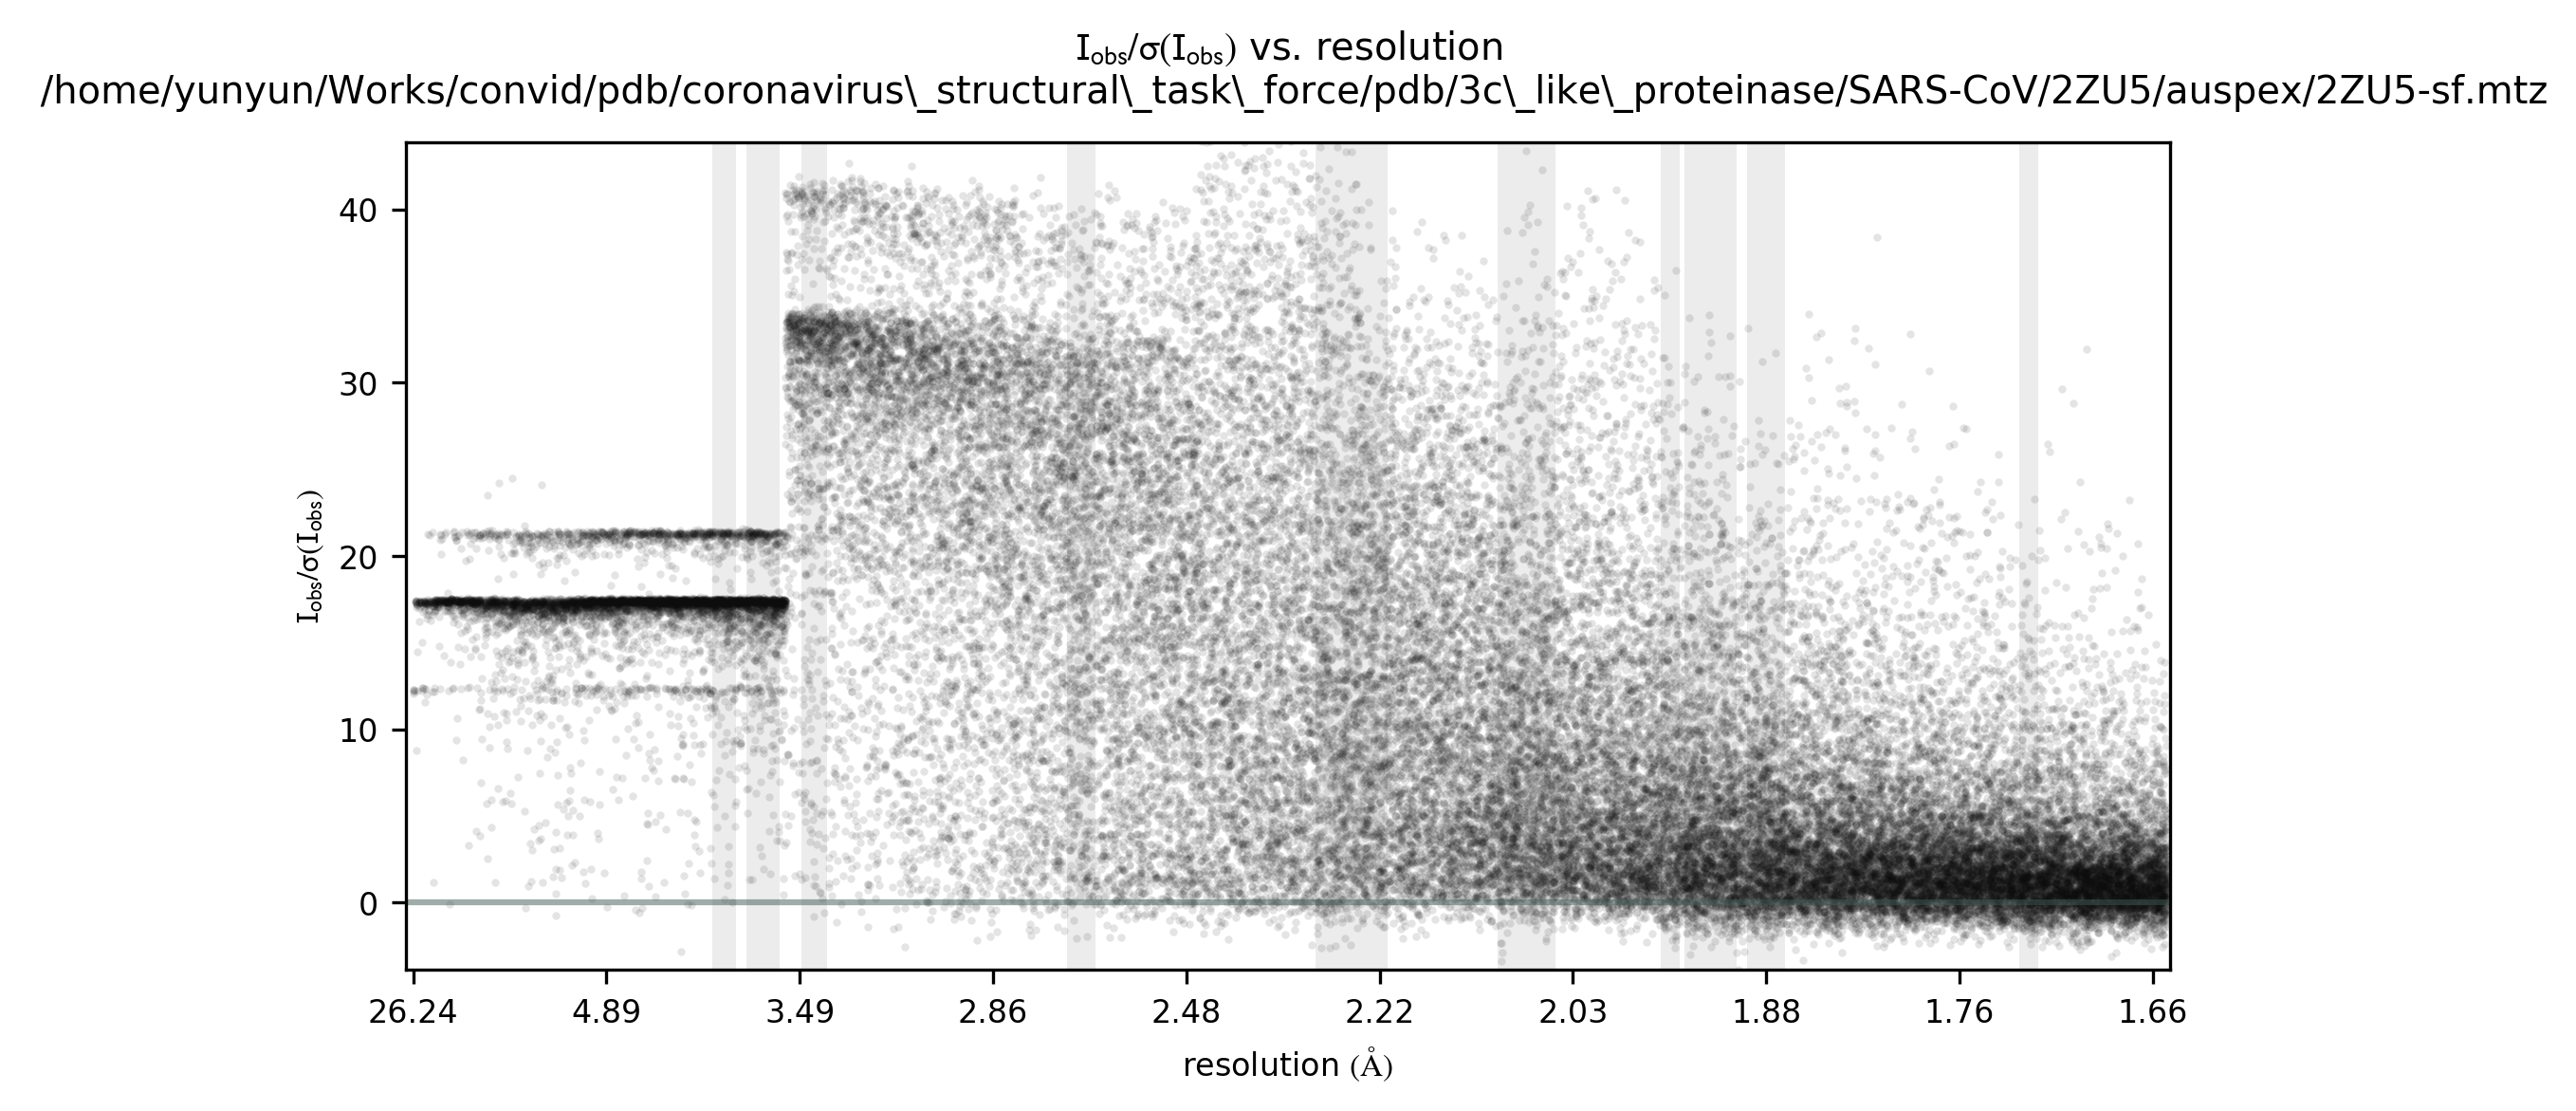 Iobs/σ(Iobs) vs. resolution
/home/yunyun/Works/convid/pdb/coronavirus\_structural\_task\_force/pdb/3c\_like\_proteinase/SARS-CoV/2ZU5/auspex/2ZU5-sf.mtz
Iobs/σ(Iobs)
40
30
20
10
0
26.24 4.89 3.49 2.86 2.48 2.22 2.03 1.88 1.76 1.66
resolution (Å)